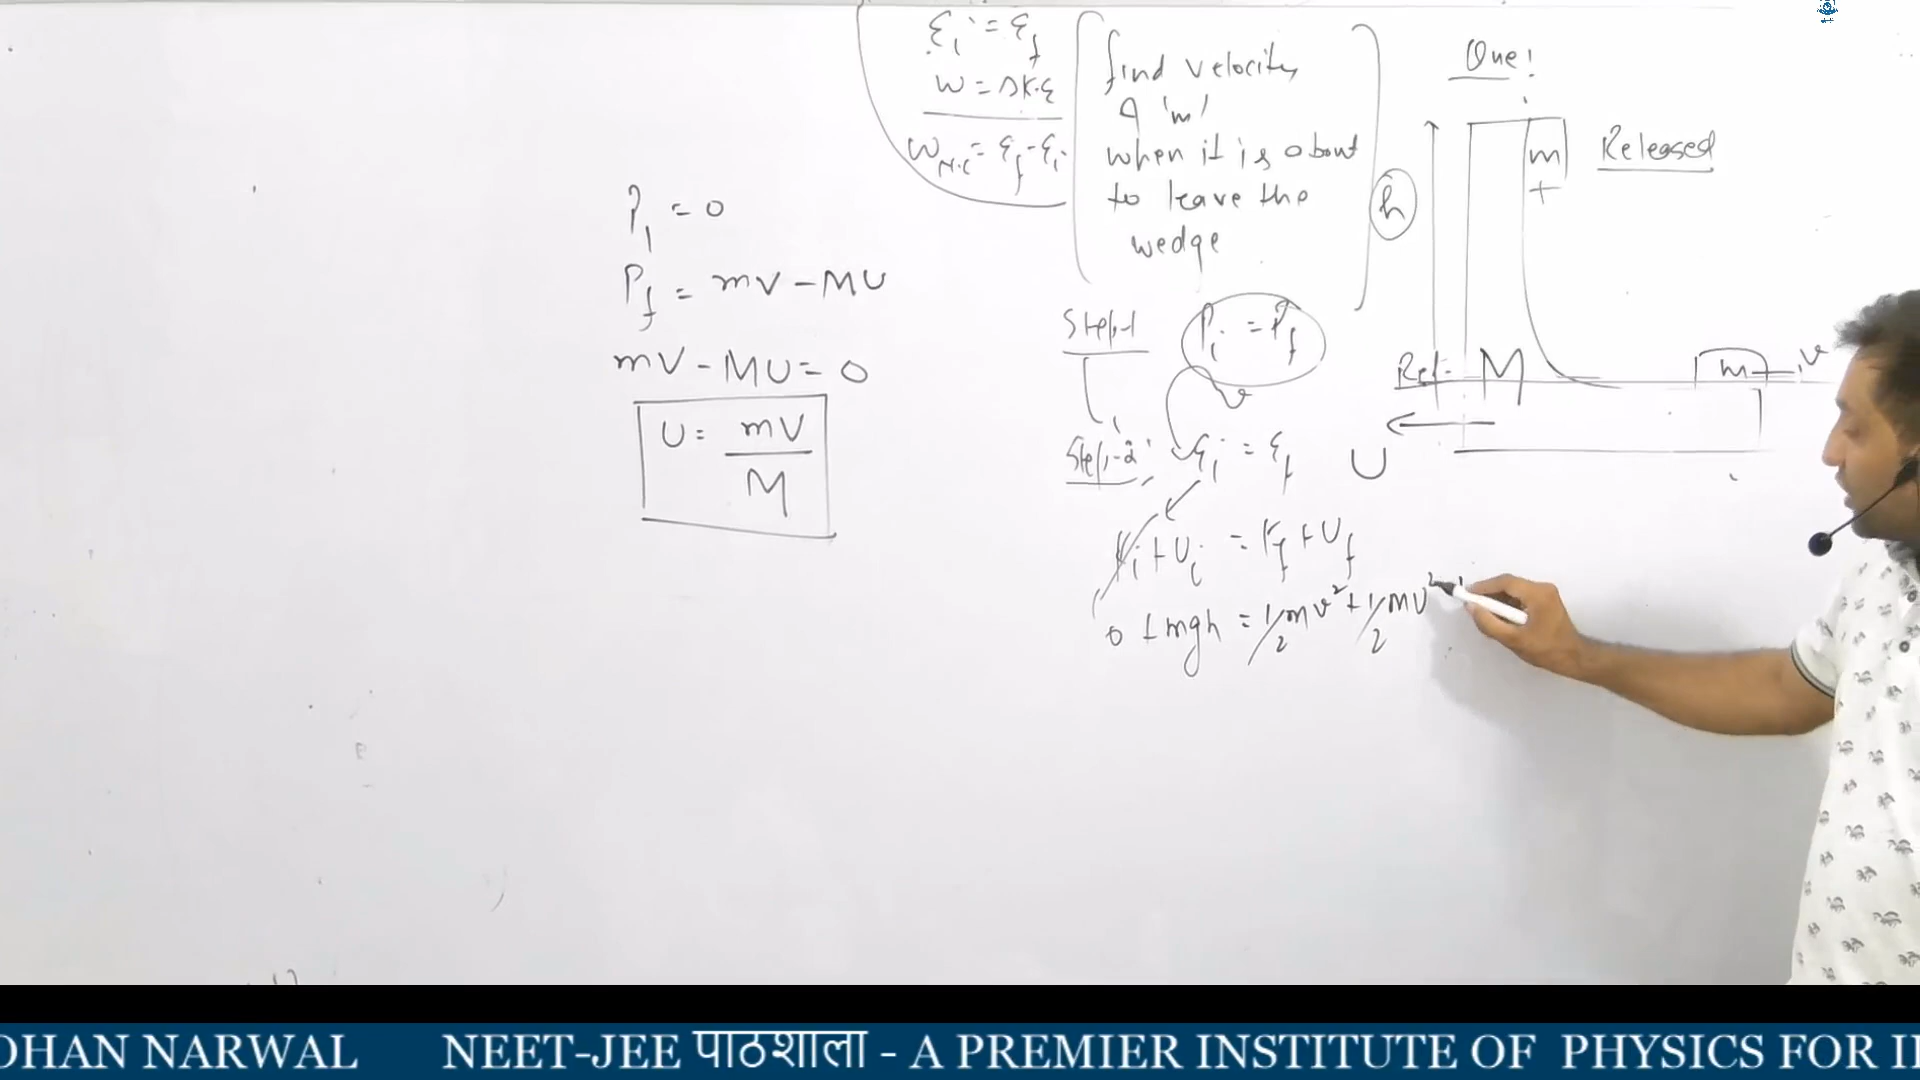 Ei = Ef
W = ΔK.E
W N.C = Ef - Ei
find velocity
of 'm'
when it is about
to leave the
wedge
Que!
m
Released
h
Pi = 0
Pf = mV - MU
mV - MU = 0
U = mV/M
Step-1 Pi = Pf
Ref- M
m v
U
Step-2 Ei = Ef
Ki + Ui = Kf + Uf
0 + mgh = 1/2 mv² + 1/2 MU² +
OHAN NARWAL NEET-JEE पाठशाला - A PREMIER INSTITUTE OF PHYSICS FOR II